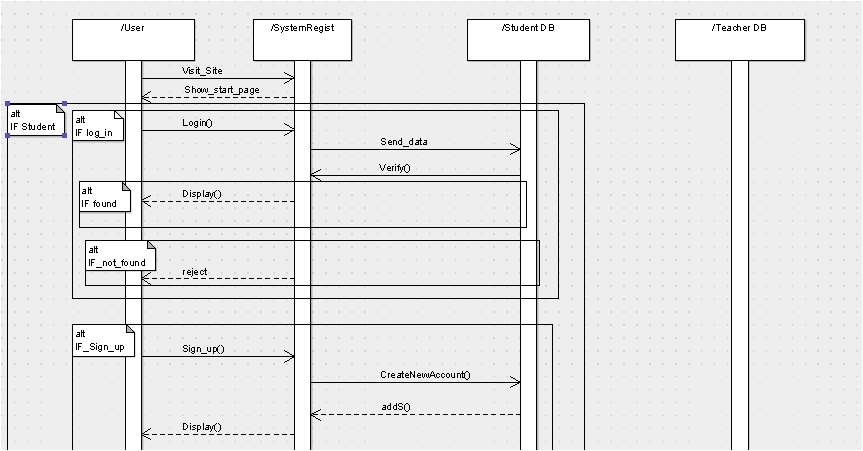 /User
/SystemRegist
/Student DB
/Teacher DB
Visit_Site
Show_start_page
alt
IF Student
alt
IF log_in
Login()
Send_data
Verify()
alt
IF found
Display()
alt
IF_not_found
reject
alt
IF_Sign_up
Sign_up()
CreateNewAccount()
addS()
Display()